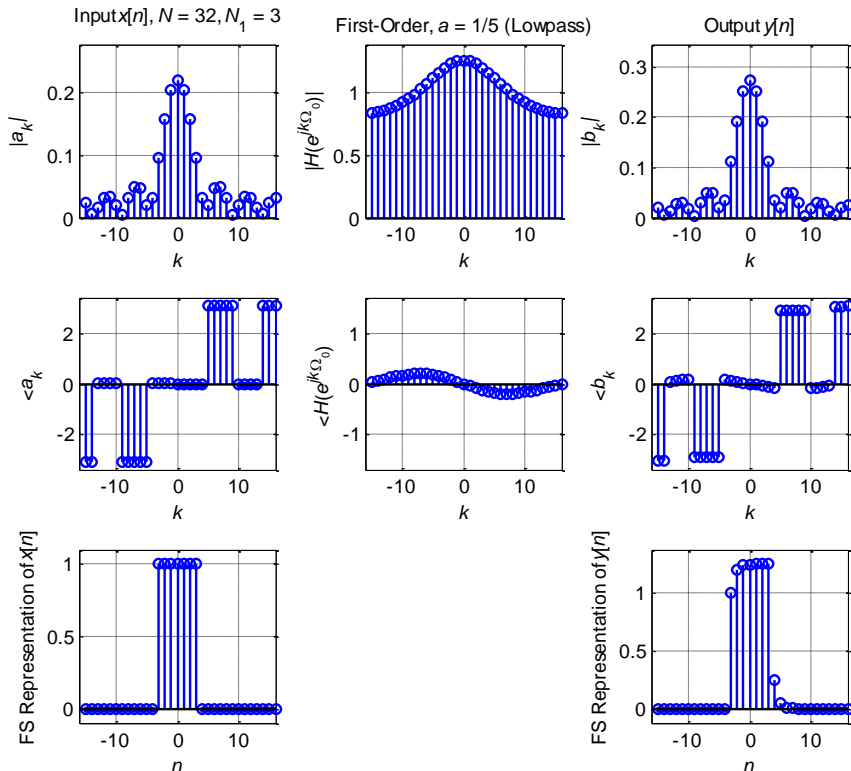 Input x[n], N = 32, N₁ = 3
First-Order, a = 1/5 (Lowpass)
Output y[n]
|aₖ|
0.2
0.1
0
-10
0
10
k
|H(e^{jkΩ₀})|
1
0.5
0
-10
0
10
k
|bₖ|
0.3
0.2
0.1
0
-10
0
10
k
<aₖ
2
0
-2
-10
0
10
k
<H(e^{jkΩ₀})
1
0
-1
-10
0
10
k
<bₖ
2
0
-2
-10
0
10
k
FS Representation of x[n]
1
0.5
0
-10
0
10
n
FS Representation of y[n]
1
0.5
0
-10
0
10
n